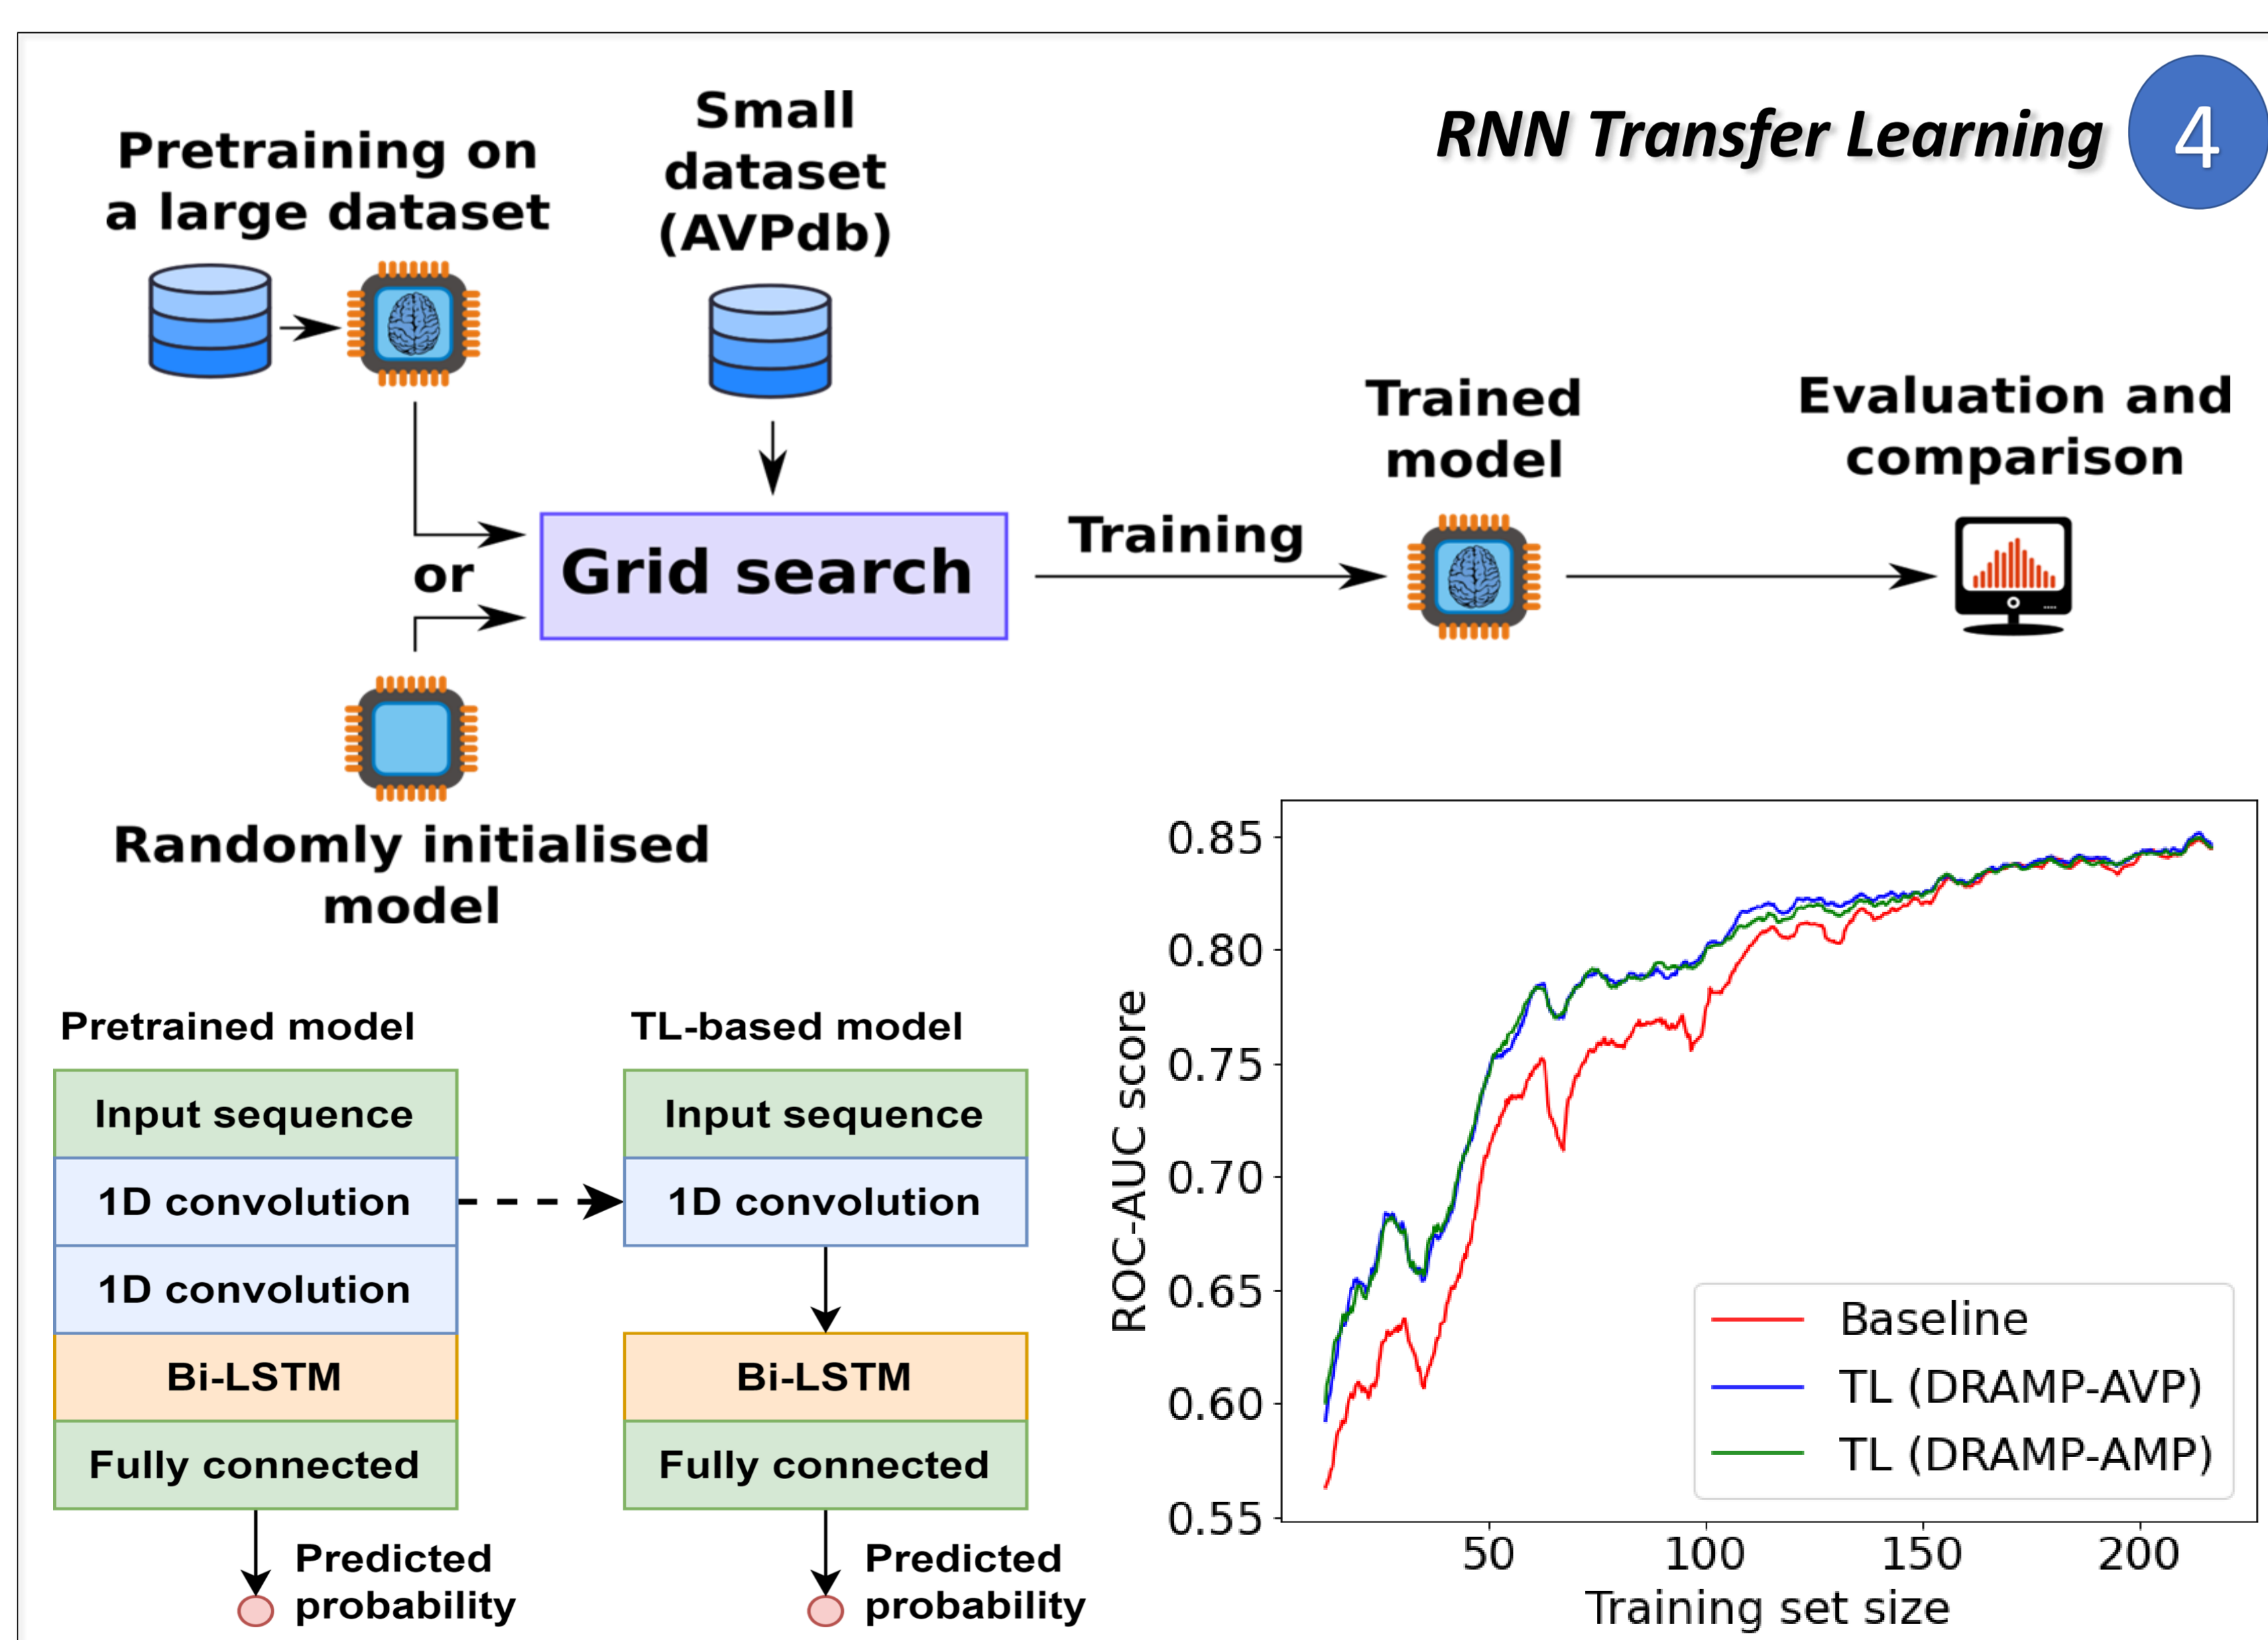 RNN Transfer Learning
4
Pretraining on
a large dataset
Small
dataset
(AVPdb)
or
Grid search
Training
Trained
model
Evaluation and
comparison
Randomly initialised
model
Pretrained model
Input sequence
1D convolution
1D convolution
Bi-LSTM
Fully connected
Predicted
probability
TL-based model
Input sequence
1D convolution
Bi-LSTM
Fully connected
Predicted
probability
ROC-AUC score
0.85
0.80
0.75
0.70
0.65
0.60
0.55
Baseline
TL (DRAMP-AVP)
TL (DRAMP-AMP)
50 100 150 200
Training set size